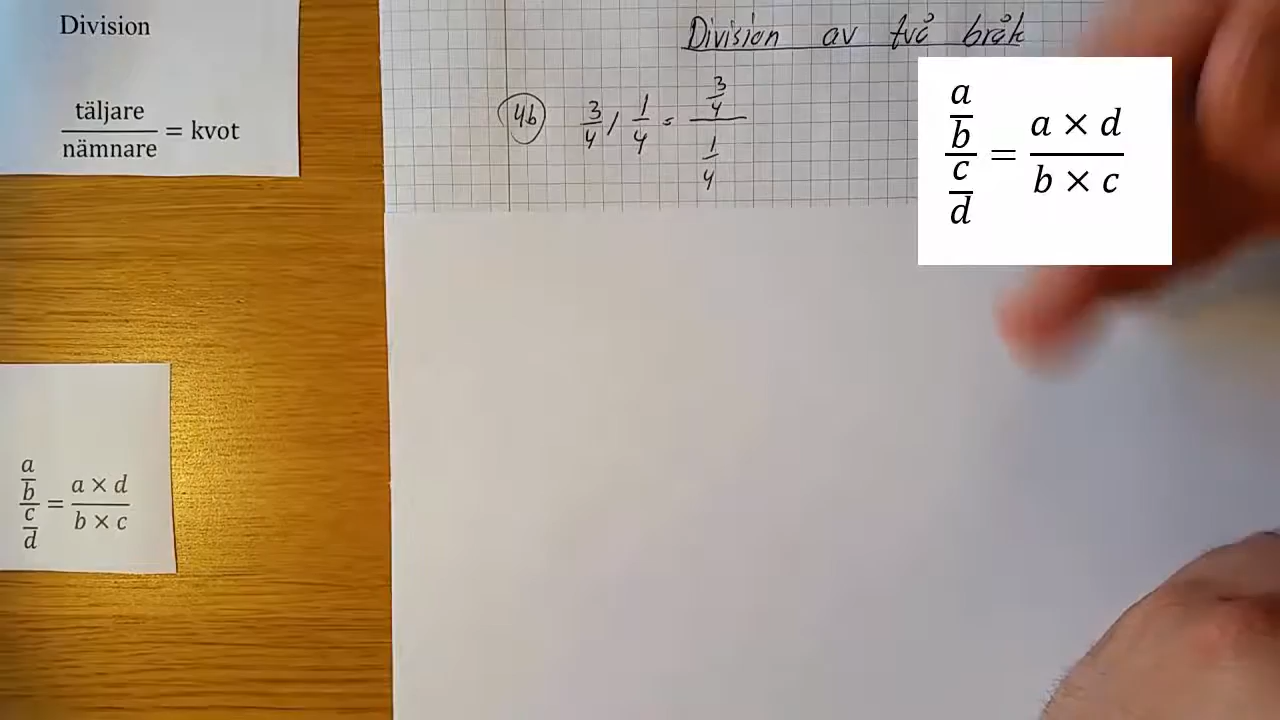 Division
täljare
nämnare
= kvot
Division av två bråk
4b 3/4 / 1/4 = 3/4 / 1/4
a/b / c/d = a × d / b × c
a/b / c/d = a × d / b × c